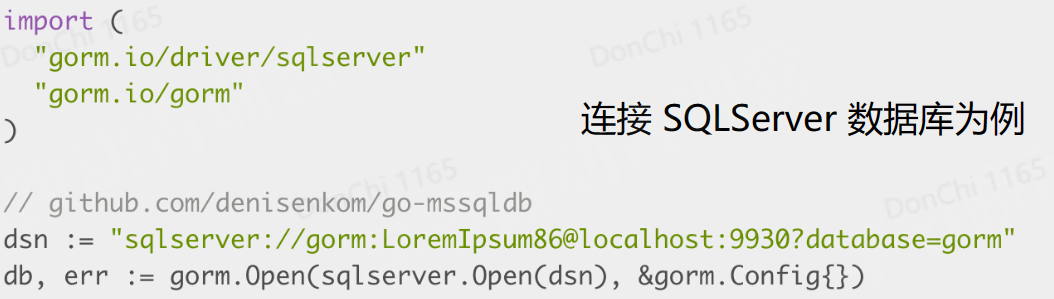 import (
DonChi 1165
DonChi 1165
"gorm.io/driver/sqlserver"
"gorm.io/gorm"
)
连接 SQLServer 数据库为例
DonChi 1165
DonChi 1165
// github.com/denisenkom/go-mssqldb
dsn := "sqlserver://gorm:LoremIpsum86@localhost:9930?database=gorm"
db, err := gorm.Open(sqlserver.Open(dsn), &gorm.Config{})